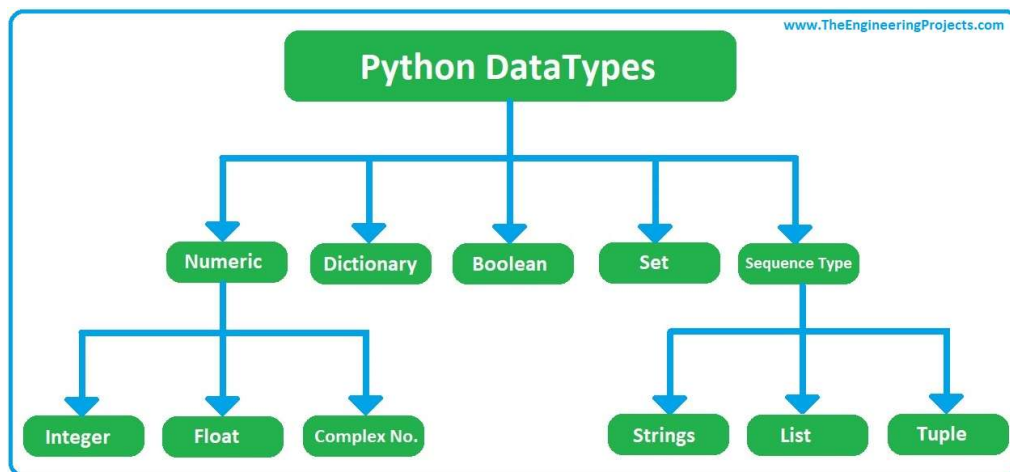 www.TheEngineeringProjects.com
Python DataTypes
Numeric
Dictionary
Boolean
Set
Sequence Type
Integer
Float
Complex No.
Strings
List
Tuple